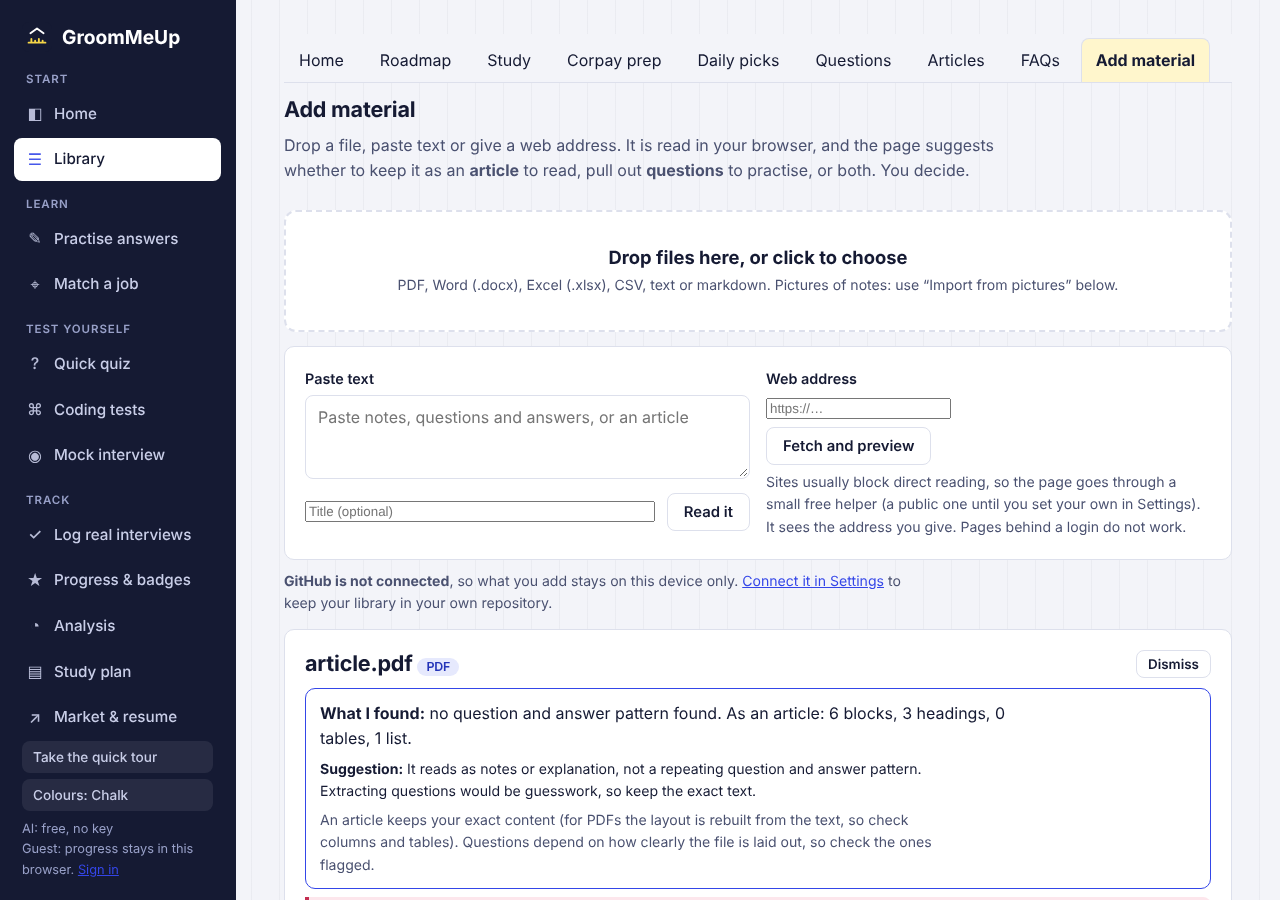 GroomMeUp
START
Home
Library
LEARN
Practise answers
Match a job
TEST YOURSELF
? Quick quiz
Coding tests
Mock interview
TRACK
Log real interviews
Progress & badges
Analysis
Study plan
Market & resume
Take the quick tour
Colours: Chalk
AI: free, no key
Guest: progress stays in this
browser. Sign in
Home Roadmap Study Corpay prep Daily picks Questions Articles FAQs Add material
Add material
Drop a file, paste text or give a web address. It is read in your browser, and the page suggests
whether to keep it as an article to read, pull out questions to practise, or both. You decide.
Drop files here, or click to choose
PDF, Word (.docx), Excel (.xlsx), CSV, text or markdown. Pictures of notes: use “Import from pictures” below.
Paste text
Paste notes, questions and answers, or an article
Title (optional)
Read it
Web address
https://…
Fetch and preview
Sites usually block direct reading, so the page goes through a
small free helper (a public one until you set your own in Settings).
It sees the address you give. Pages behind a login do not work.
GitHub is not connected, so what you add stays on this device only. Connect it in Settings to
keep your library in your own repository.
article.pdf PDF
Dismiss
What I found: no question and answer pattern found. As an article: 6 blocks, 3 headings, 0
tables, 1 list.
Suggestion: It reads as notes or explanation, not a repeating question and answer pattern.
Extracting questions would be guesswork, so keep the exact text.
An article keeps your exact content (for PDFs the layout is rebuilt from the text, so check
columns and tables). Questions depend on how clearly the file is laid out, so check the ones
flagged.